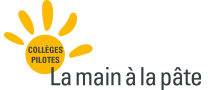 COLLÈGES
PILOTES
La main à la pâte